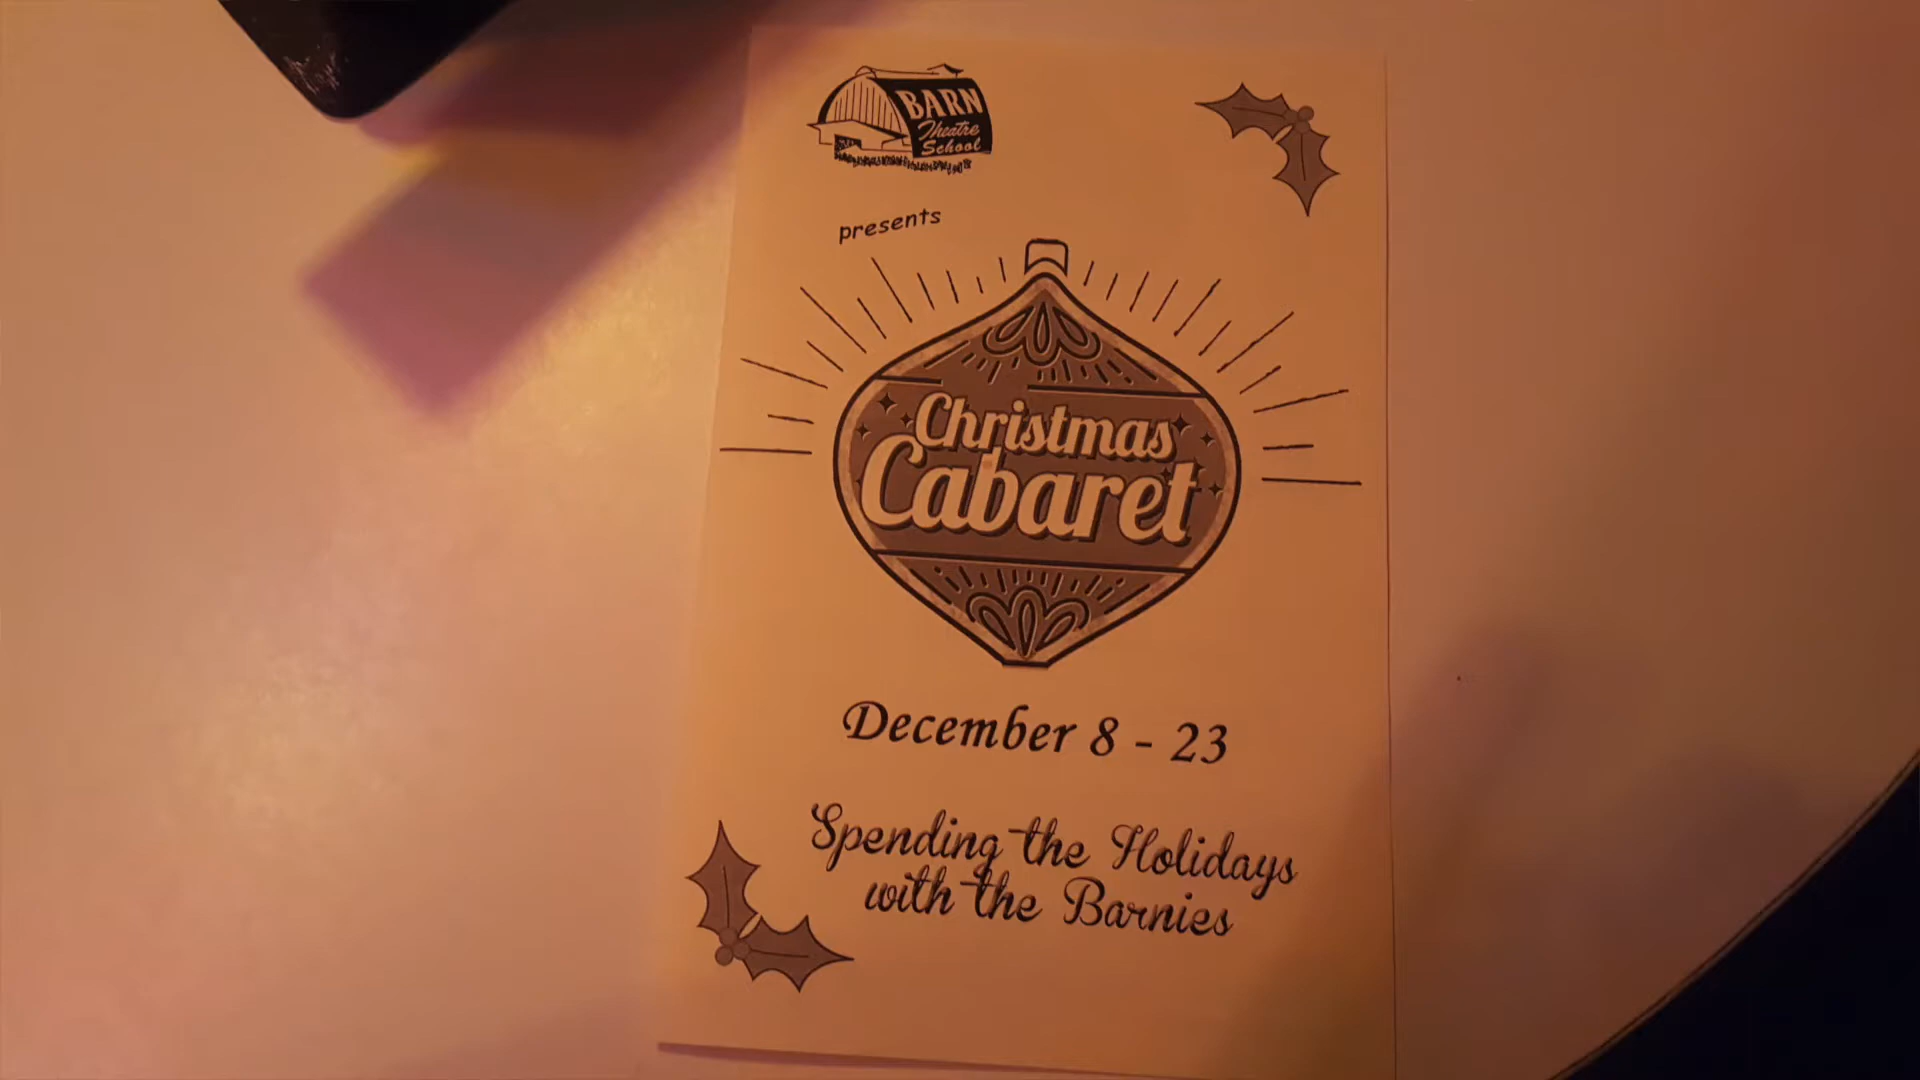 BARN
Theatre
School
presents
Christmas
Cabaret
December 8 - 23
Spending the Holidays
with the Barnies